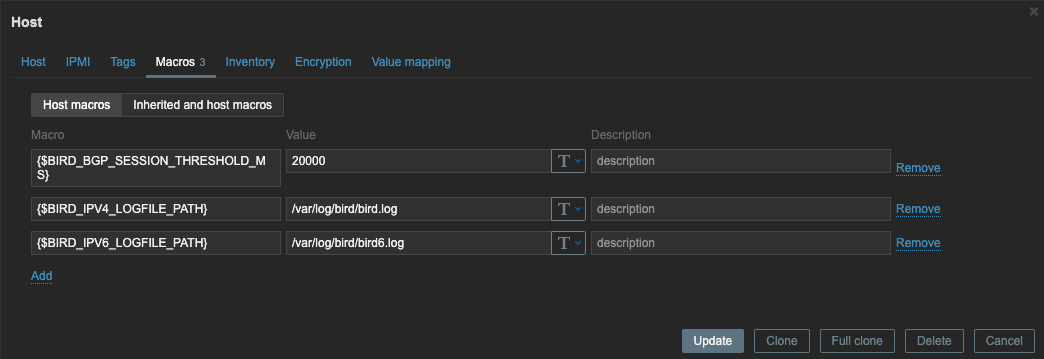 Host
Host IPMI Tags Macros 3 Inventory Encryption Value mapping
Host macros Inherited and host macros
Macro Value Description
{$BIRD_BGP_SESSION_THRESHOLD_M
S} 20000 T description Remove
{$BIRD_IPV4_LOGFILE_PATH} /var/log/bird/bird.log T description Remove
{$BIRD_IPV6_LOGFILE_PATH} /var/log/bird/bird6.log T description Remove
Add
Update Clone Full clone Delete Cancel